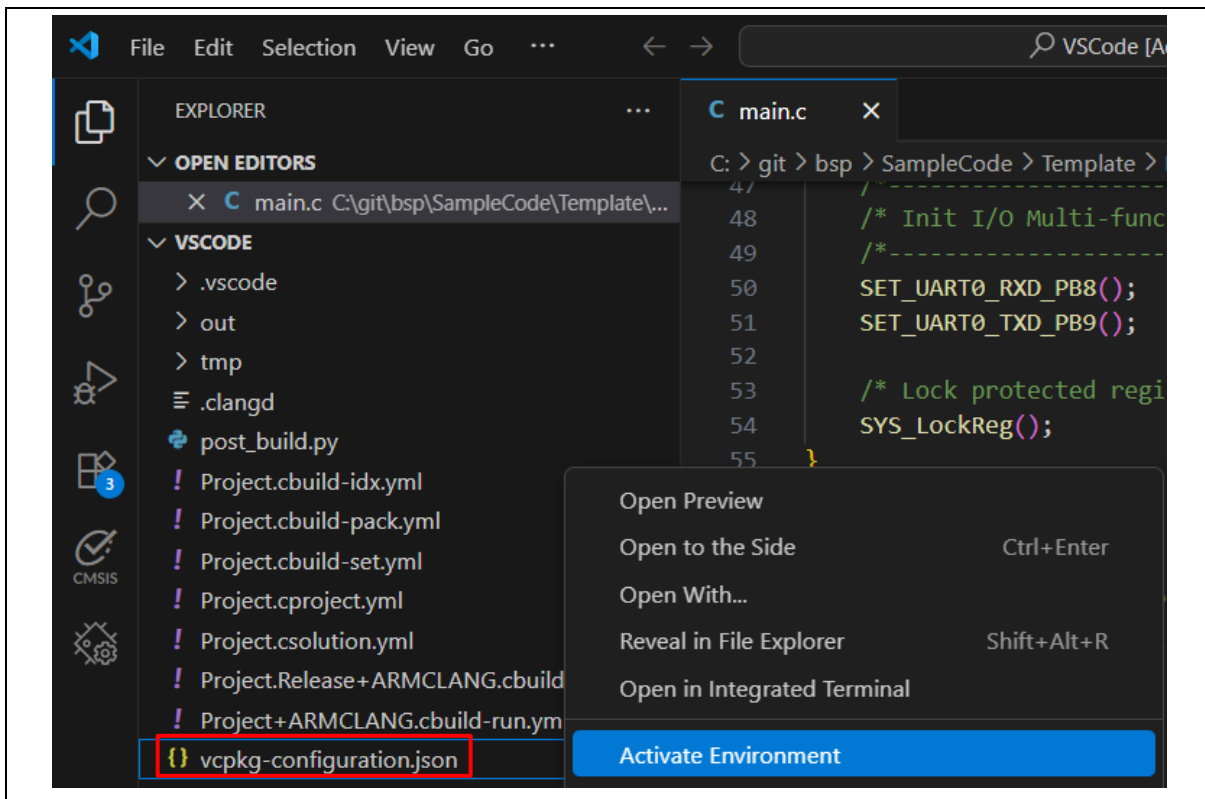 File Edit Selection View Go ··· ← → VSCode [A
EXPLORER ···
OPEN EDITORS
C main.c C:\git\bsp\SampleCode\Template\...
VSCODE
.vscode
out
tmp
.clangd
post_build.py
! Project.cbuild-idx.yml
! Project.cbuild-pack.yml
! Project.cbuild-set.yml
! Project.cproject.yml
! Project.csolution.yml
! Project.Release+ARMCLANG.cbuild
! Project+ARMCLANG.cbuild-run.ym
{} vcpkg-configuration.json
3
CMSIS
C main.c
C: > git > bsp > SampleCode > Template >
47 /*---------------------
48 /* Init I/O Multi-func
49 /*---------------------
50 SET_UART0_RXD_PB8();
51 SET_UART0_TXD_PB9();
52
53 /* Lock protected regi
54 SYS_LockReg();
55 }
Open Preview
Open to the Side Ctrl+Enter
Open With...
Reveal in File Explorer Shift+Alt+R
Open in Integrated Terminal
Activate Environment